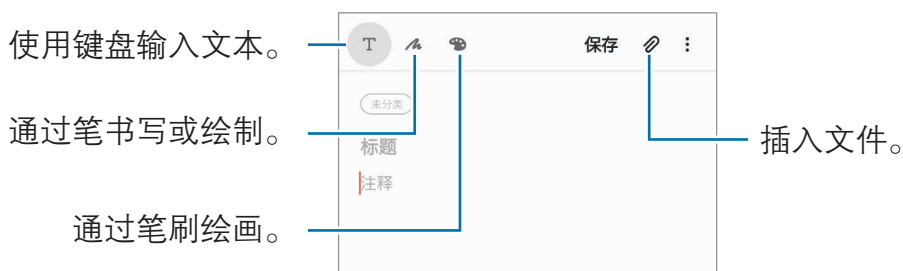 使用键盘输入文本。
T
保存
未分类
通过笔书写或绘制。
标题
插入文件。
注释
通过笔刷绘画。